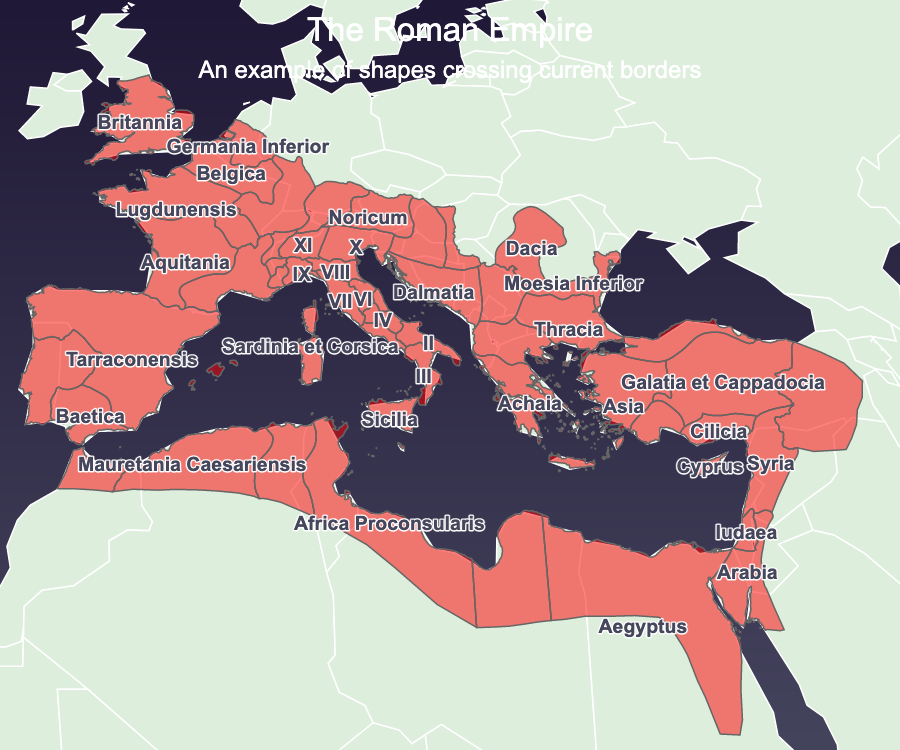 The Roman Empire
An example of shapes crossing current borders
Britannia
Germania Inferior
Belgica
Lugdunensis
Noricum
XI
X
Dacia
Aquitania
IX
VIII
Moesia Inferior
Dalmatia
VII
VI
IV
Thracia
Sardinia et Corsica
II
Tarraconensis
III
Galatia et Cappadocia
Achaia
Asia
Baetica
Sicilia
Cilicia
Mauretania Caesariensis
Cyprus
Syria
Africa Proconsularis
Iudaea
Arabia
Aegyptus